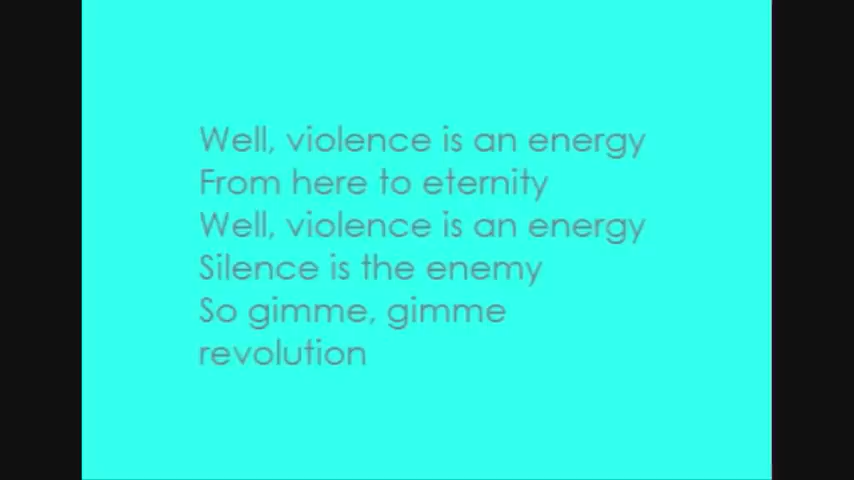 Well, violence is an energy
From here to eternity
Well, violence is an energy
Silence is the enemy
So gimme, gimme
revolution